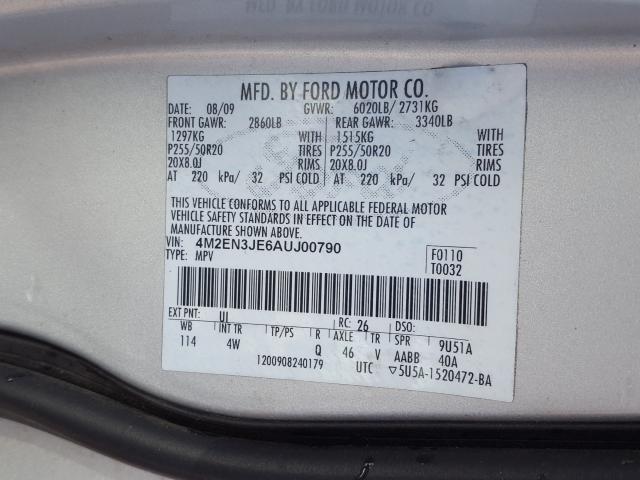 MFD. BY FORD MOTOR CO.
DATE: 08/09 GVWR: 6020LB/ 2731KG
FRONT GAWR: 2860LB REAR GAWR: 3340LB
1297KG WITH 1515KG WITH
P255/50R20 TIRES P255/50R20 TIRES
20X8.0J RIMS 20X8.0J RIMS
AT 220 kPa/ 32 PSI COLD AT 220 kPa/ 32 PSI COLD
THIS VEHICLE CONFORMS TO ALL APPLICABLE FEDERAL MOTOR
VEHICLE SAFETY STANDARDS IN EFFECT ON THE DATE OF
MANUFACTURE SHOWN ABOVE.
VIN: 4M2EN3JE6AUJ00790
TYPE: MPV
F0110
T0032
EXT PNT: UI RC: 26 DSO:
WB INT TR TP/PS R AXLE TR SPR 9U51A
114 4W Q 46 V AABB 40A
1200908240179 UTC ▽5U5A-1520472-BA